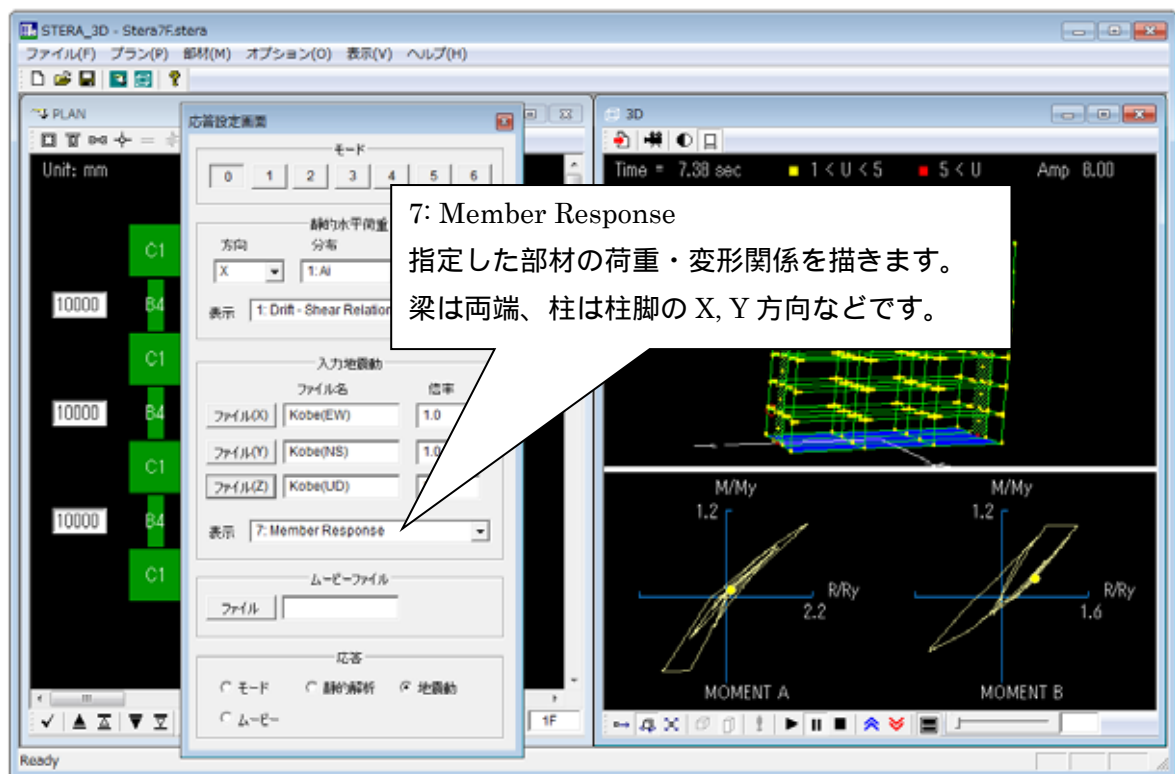 STERA_3D - Stera7F.stera
ファイル(F) プラン(P) 部材(M) オプション(O) 表示(V) ヘルプ(H)
PLAN
Unit: mm
C1
10000 B4
C1
10000 B4
C1
10000 B4
C1
1F
応答設定画面
モード
0 1 2 3 4 5 6
静的水平荷重
方向 分布
X 1: Ai
表示 1: Drift - Shear Relation
入力地震動
ファイル名 倍率
ファイル(X) Kobe(EW) 1.0
ファイル(Y) Kobe(NS) 1.0
ファイル(Z) Kobe(UD)
表示 7: Member Response
ムービーファイル
ファイル
応答
モード 静的解析 地震動
ムービー
7: Member Response
指定した部材の荷重・変形関係を描きます。
梁は両端、柱は柱脚の X, Y 方向などです。
3D
Time = 7.38 sec 1 < U < 5 5 < U Amp 8.00
M/My M/My
1.2 1.2
R/Ry R/Ry
2.2 1.6
MOMENT A MOMENT B
Ready